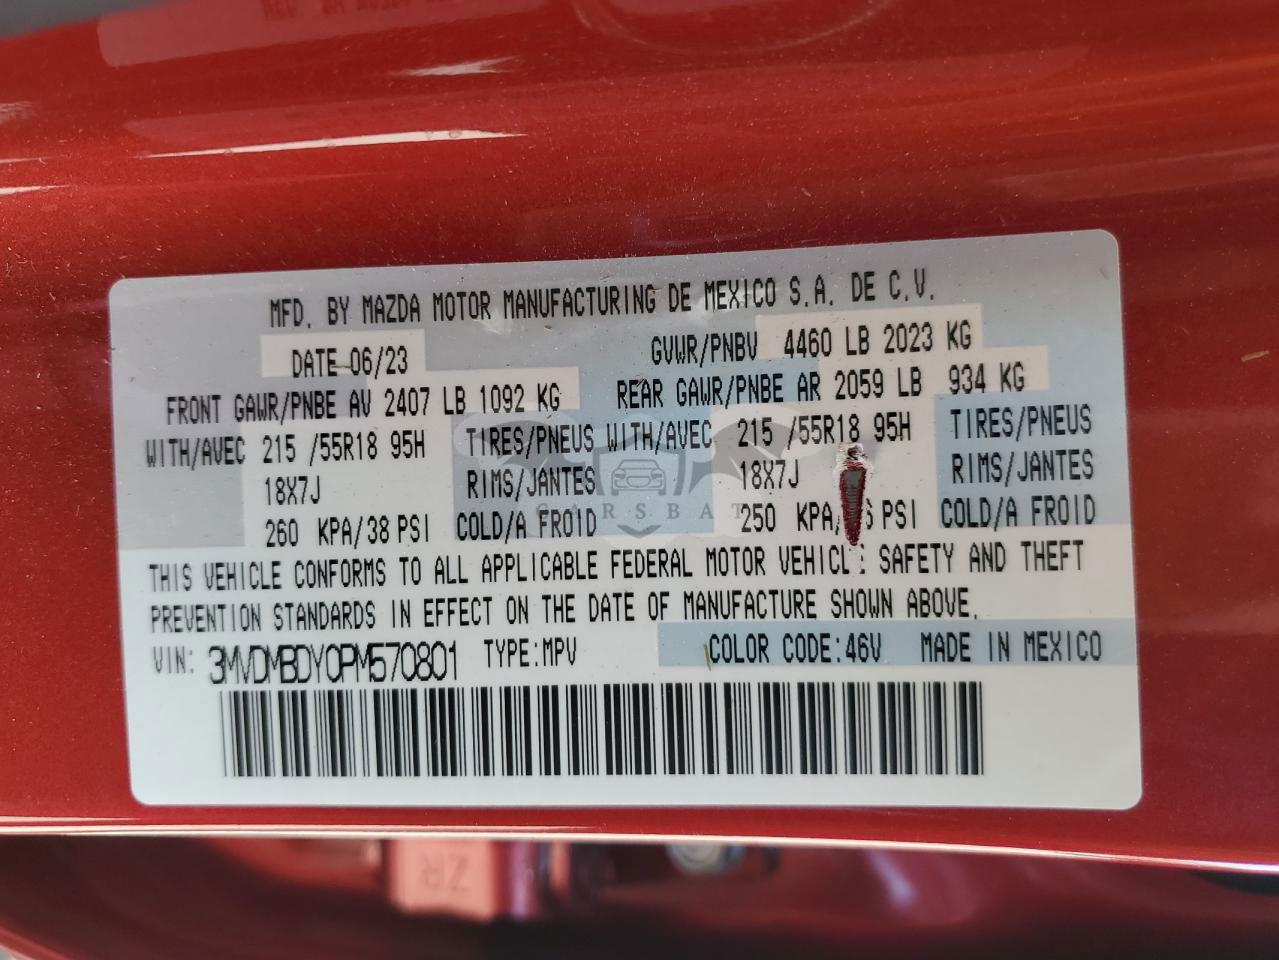 MFD. BY MAZDA MOTOR MANUFACTURING DE MEXICO S.A. DE C.V.
DATE 06/23 GVWR/PNBV 4460 LB 2023 KG
FRONT GAWR/PNBE AV 2407 LB 1092 KG REAR GAWR/PNBE AR 2059 LB 934 KG
WITH/AVEC 215 /55R18 95H TIRES/PNEUS WITH/AVEC 215 /55R18 95H TIRES/PNEUS
18X7J RIMS/JANTES 18X7J RIMS/JANTES
260 KPA/38 PSI COLD/A FROID 250 KPA/ PSI COLD/A FROID
CARSBAT
THIS VEHICLE CONFORMS TO ALL APPLICABLE FEDERAL MOTOR VEHICLE SAFETY AND THEFT
PREVENTION STANDARDS IN EFFECT ON THE DATE OF MANUFACTURE SHOWN ABOVE.
VIN: 3MVDMBDY0PM570801 TYPE:MPV COLOR CODE:46V MADE IN MEXICO
ZR